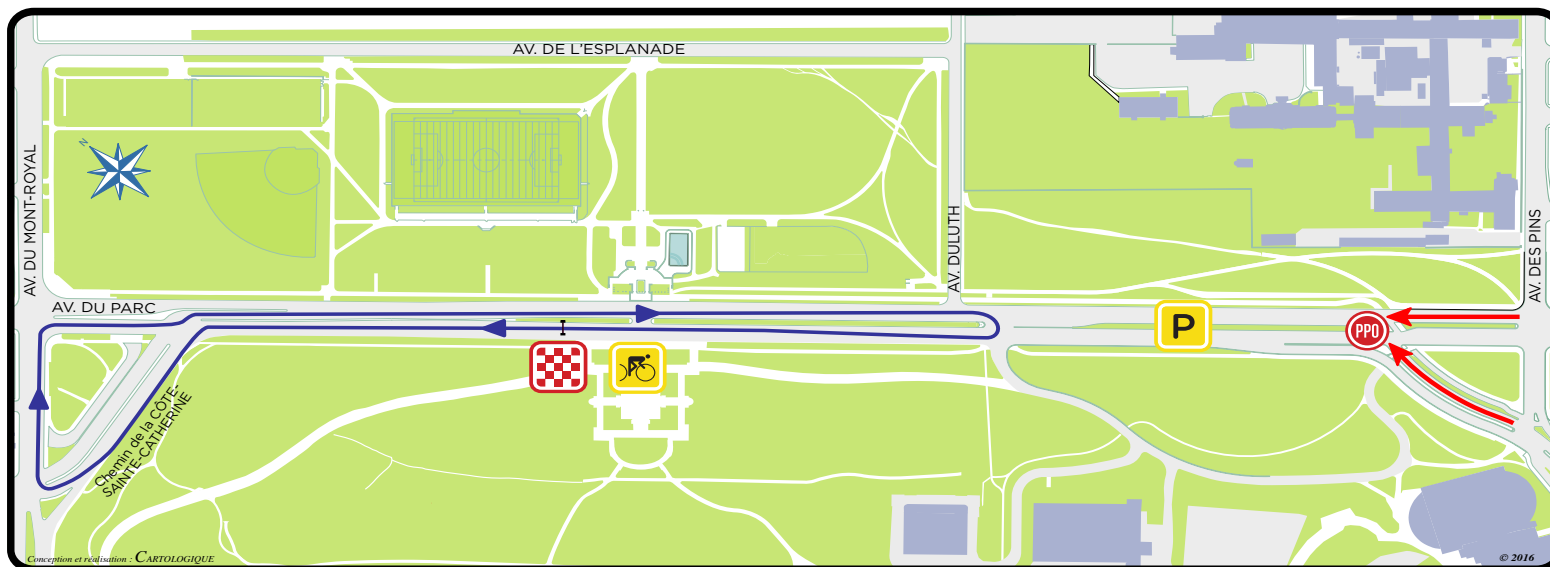 AV. DE L'ESPLANADE
N
AV. DU MONT-ROYAL
AV. DULUTH
AV. DES PINS
AV. DU PARC
P
PPO
Chemin de la CÔTE-
SAINTE-CATHERINE
Conception et réalisation : CARTOLOGIQUE
© 2016